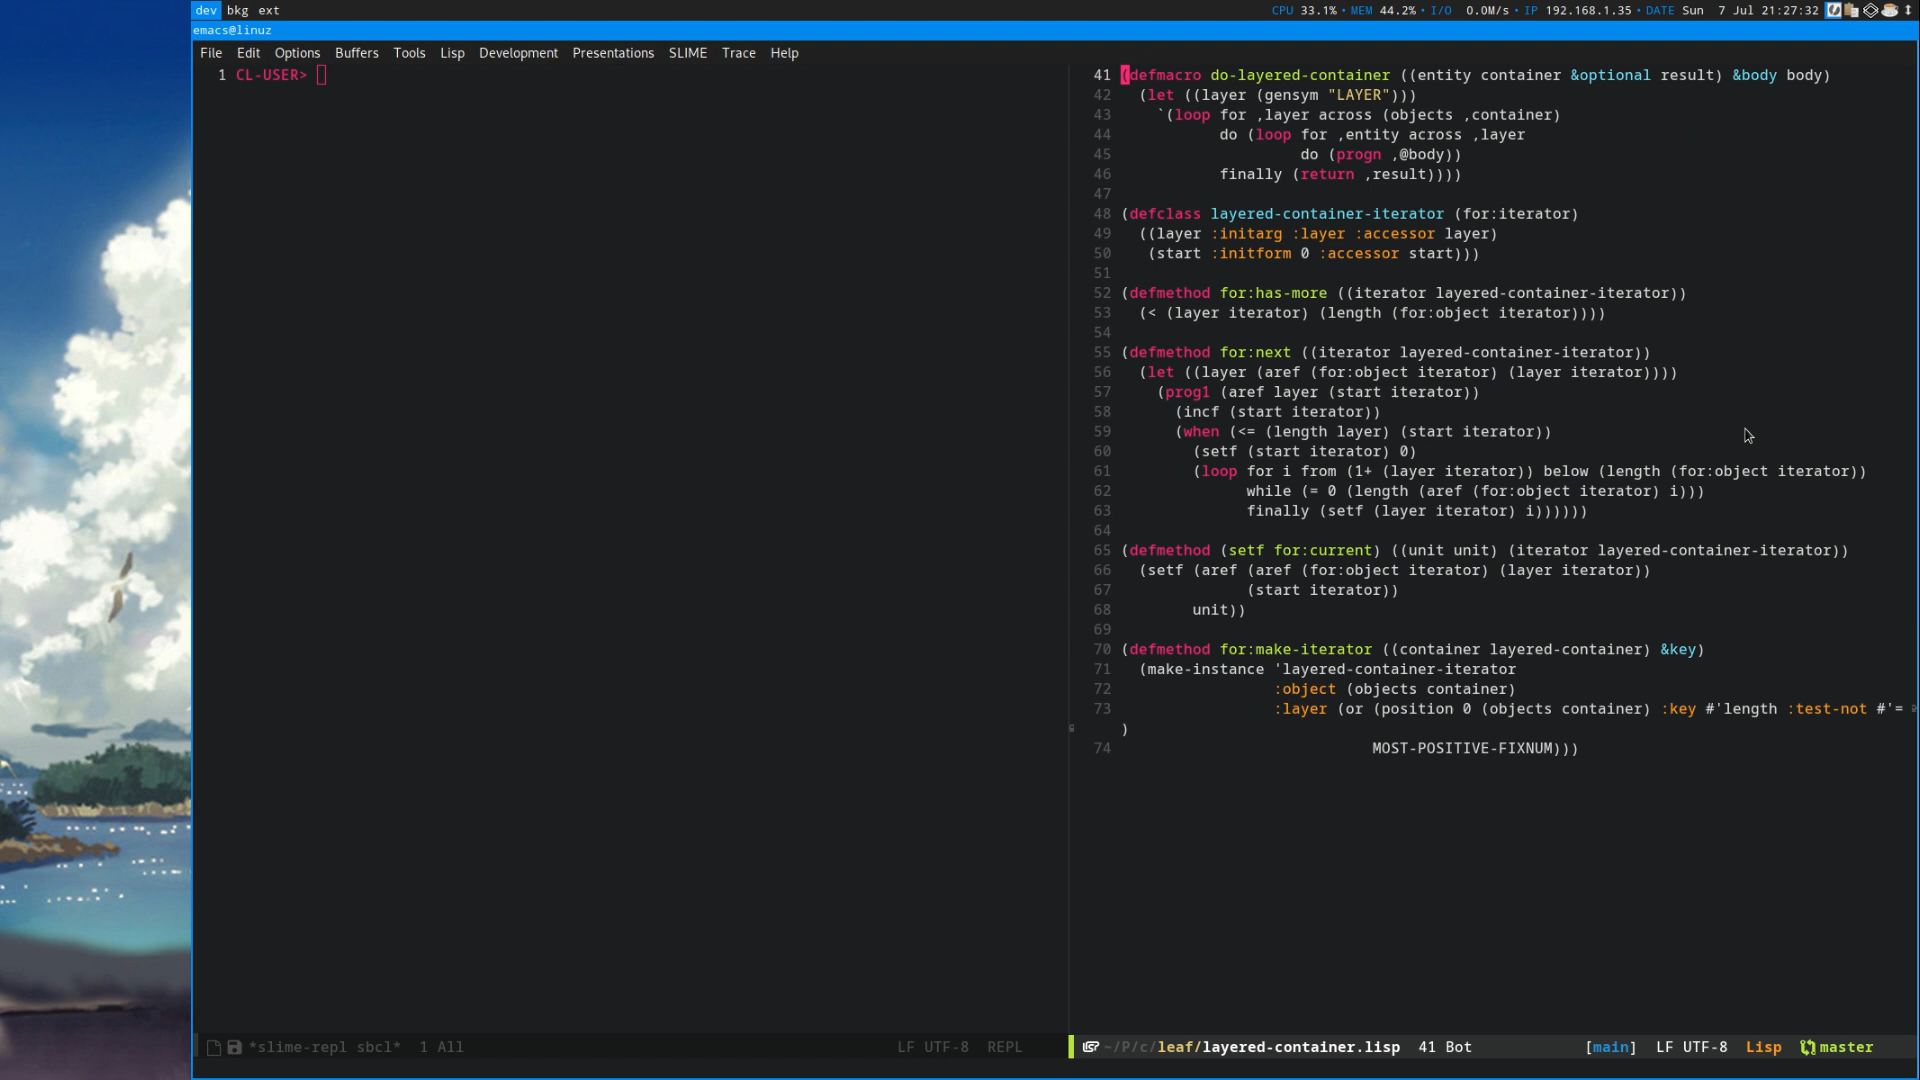 dev bkg ext
CPU 33.1% • MEM 44.2% • I/O 0.0M/s • IP 192.168.1.35 • DATE Sun 7 Jul 21:27:32
emacs@linuz
File Edit Options Buffers Tools Lisp Development Presentations SLIME Trace Help
1 CL-USER>
41 (defmacro do-layered-container ((entity container &optional result) &body body)
42   (let ((layer (gensym "LAYER")))
43     `(loop for ,layer across (objects ,container)
44            do (loop for ,entity across ,layer
45                     do (progn ,@body))
46            finally (return ,result))))
47
48 (defclass layered-container-iterator (for:iterator)
49   ((layer :initarg :layer :accessor layer)
50    (start :initform 0 :accessor start)))
51
52 (defmethod for:has-more ((iterator layered-container-iterator))
53   (< (layer iterator) (length (for:object iterator))))
54
55 (defmethod for:next ((iterator layered-container-iterator))
56   (let ((layer (aref (for:object iterator) (layer iterator))))
57     (prog1 (aref layer (start iterator))
58       (incf (start iterator))
59       (when (<= (length layer) (start iterator))
60         (setf (start iterator) 0)
61         (loop for i from (1+ (layer iterator)) below (length (for:object iterator))
62               while (= 0 (length (aref (for:object iterator) i)))
63               finally (setf (layer iterator) i))))))
64
65 (defmethod (setf for:current) ((unit unit) (iterator layered-container-iterator))
66   (setf (aref (aref (for:object iterator) (layer iterator))
67               (start iterator))
68         unit))
69
70 (defmethod for:make-iterator ((container layered-container) &key)
71   (make-instance 'layered-container-iterator
72                  :object (objects container)
73                  :layer (or (position 0 (objects container) :key #'length :test-not #'=
)
74                             MOST-POSITIVE-FIXNUM)))
*slime-repl sbcl* 1 All LF UTF-8 REPL
~/P/c/leaf/layered-container.lisp 41 Bot [main] LF UTF-8 Lisp master